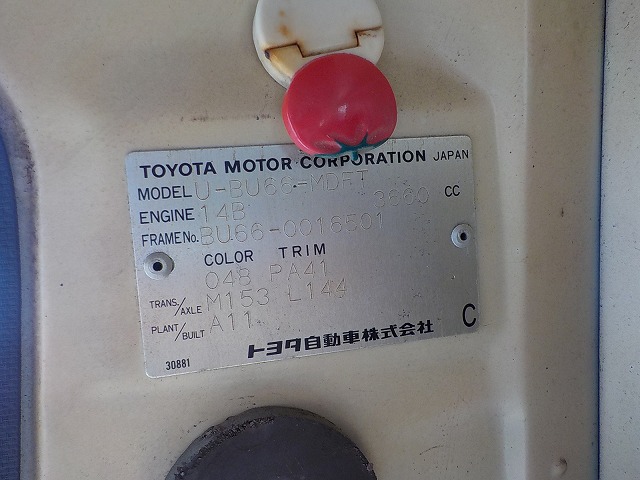 TOYOTA MOTOR CORPORATION JAPAN
MODEL U-BU66-MDFT
ENGINE 14B 3660 CC
FRAME No. BU66-0016501
COLOR TRIM
048 PA41
TRANS./AXLE M153 L144
PLANT/BUILT A11
トヨタ自動車株式会社 C
30881